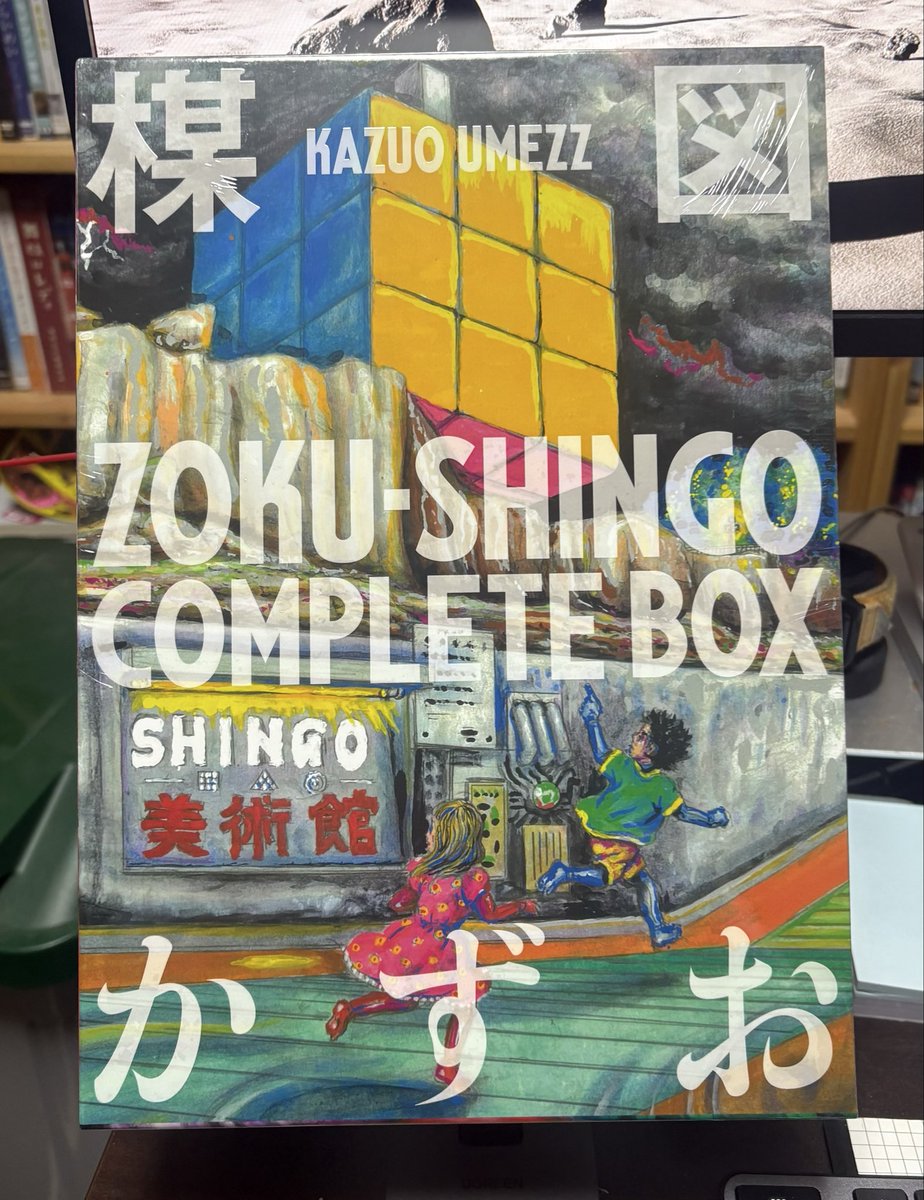 楳 図
KAZUO UMEZZ
ZOKU-SHINGO
COMPLETE BOX
SHINGO
美術館
かずお